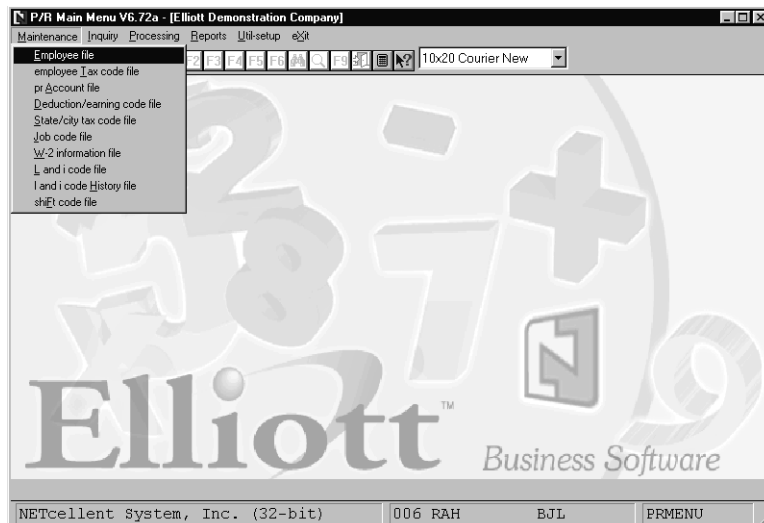 P/R Main Menu V6.72a - [Elliott Demonstration Company]
Maintenance Inquiry Processing Reports Util-setup eXit
F2 F3 F4 F5 F6 F9 10x20 Courier New
Employee file
employee Tax code file
pr Account file
Deduction/earning code file
State/city tax code file
Job code file
W-2 information file
L and i code file
l and i code History file
shiFt code file
Elliott™
Business Software
NETcellent System, Inc. (32-bit) 006 RAH BJL PRMENU